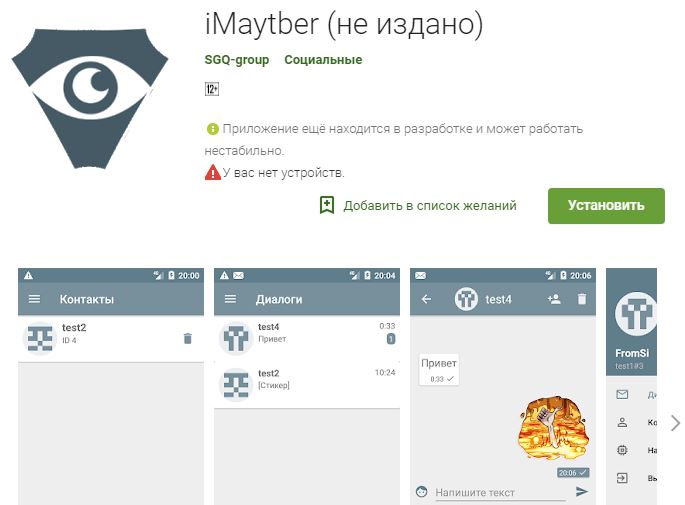 iMaytber (не издано)
SGQ-group Социальные
12+
Приложение ещё находится в разработке и может работать
нестабильно.
У вас нет устройств.
Добавить в список желаний
Установить
20:00
Контакты
test2
ID 4
20:04
Диалоги
test4 0:33
Привет 1
test2 10:24
[Стикер]
20:06
test4
Привет
0:33
20:06
Напишите текст
FromSi
test1#3
Ди
Ко
На
Вы